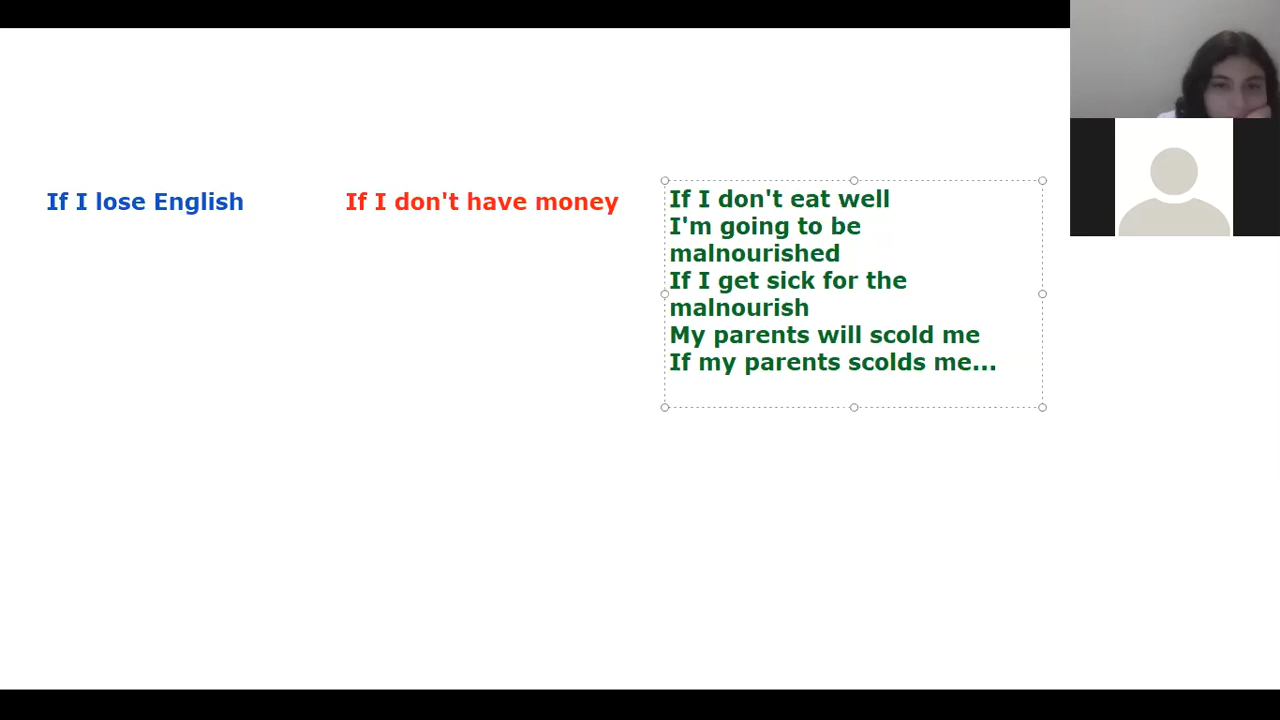 If I lose English
If I don't have money
If I don't eat well
I'm going to be
malnourished
If I get sick for the
malnourish
My parents will scold me
If my parents scolds me...